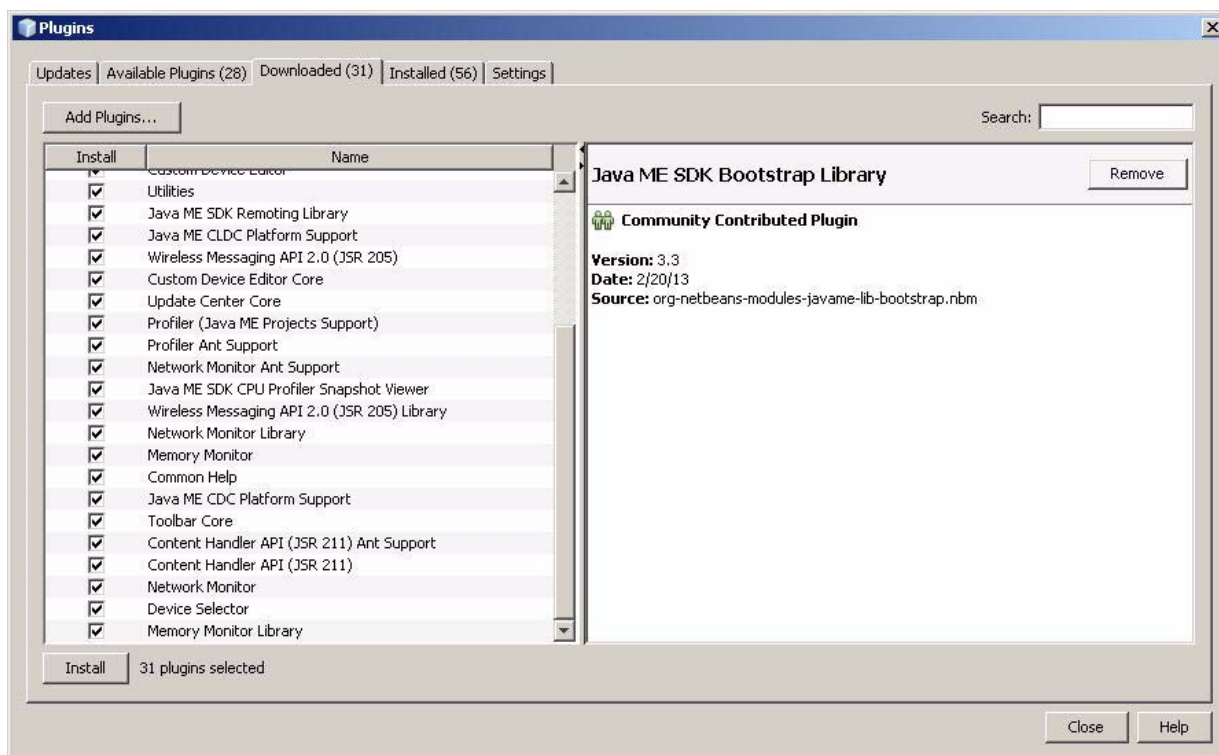 Plugins
Updates Available Plugins (28) Downloaded (31) Installed (56) Settings
Add Plugins...
Search:
Install Name
Custom Device Editor
Utilities
Java ME SDK Remoting Library
Java ME CLDC Platform Support
Wireless Messaging API 2.0 (JSR 205)
Custom Device Editor Core
Update Center Core
Profiler (Java ME Projects Support)
Profiler Ant Support
Network Monitor Ant Support
Java ME SDK CPU Profiler Snapshot Viewer
Wireless Messaging API 2.0 (JSR 205) Library
Network Monitor Library
Memory Monitor
Common Help
Java ME CDC Platform Support
Toolbar Core
Content Handler API (JSR 211) Ant Support
Content Handler API (JSR 211)
Network Monitor
Device Selector
Memory Monitor Library
Java ME SDK Bootstrap Library
Remove
Community Contributed Plugin
Version: 3.3
Date: 2/20/13
Source: org-netbeans-modules-javame-lib-bootstrap.nbm
Install 31 plugins selected
Close Help